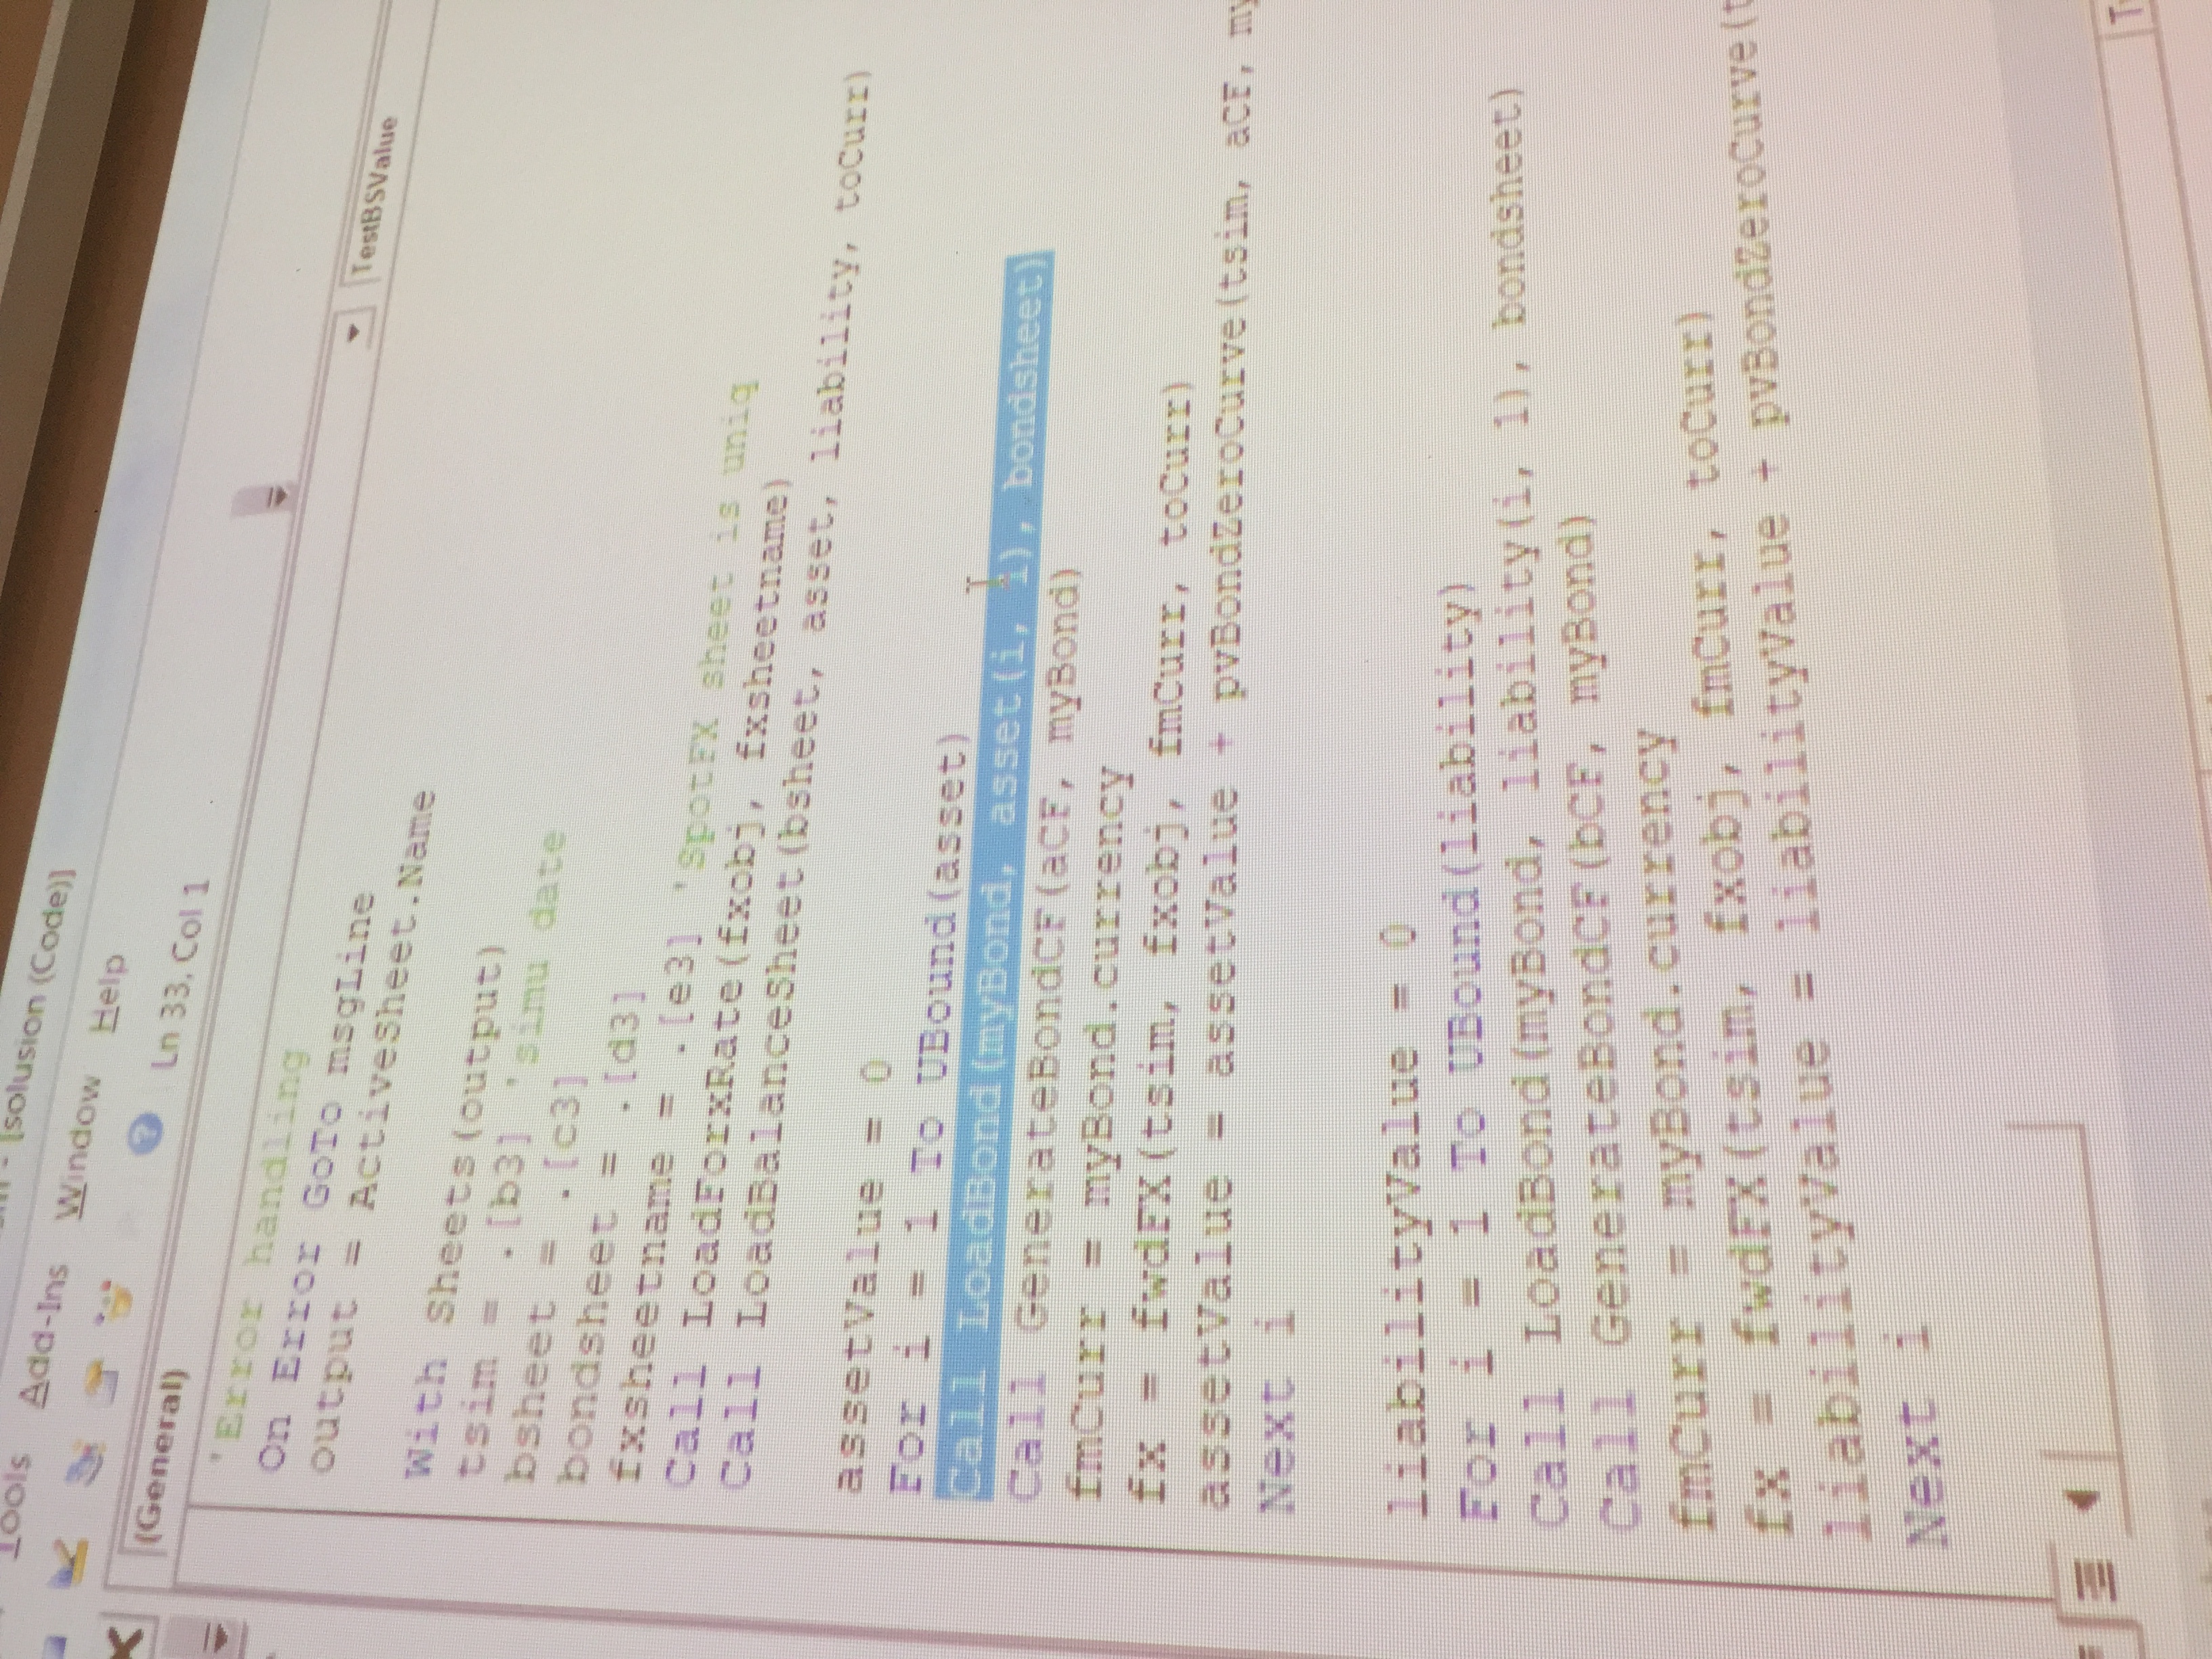 Tools Add-Ins Window Help
- [solusion (Code)]
Ln 33, Col 1
(General)
TestBSValue
'Error handling
On Error GoTo msgLine
output = ActiveSheet.Name
With Sheets(output)
tsim = .[b3] 'simu date
bsheet = .[c3]
bondsheet = .[d3]
fxsheetname = .[e3] 'SpotFX sheet is uniq
Call LoadForxRate(fxobj, fxsheetname)
Call LoadBalanceSheet(bsheet, asset, liability, toCurr)
assetValue = 0
For i = 1 To UBound(asset)
Call LoadBond(myBond, asset(i, 1), bondsheet)
Call GenerateBondCF(aCF, myBond)
fmCurr = myBond.currency
fx = fwdFX(tsim, fxobj, fmCurr, toCurr)
assetValue = assetValue + pvBondZeroCurve(tsim, aCF, my
Next i
liabilityValue = 0
For i = 1 To UBound(liability)
Call LoadBond(myBond, liability(i, 1), bondsheet)
Call GenerateBondCF(bCF, myBond)
fmCurr = myBond.currency
fx = fwdFX(tsim, fxobj, fmCurr, toCurr)
liabilityValue = liabilityValue + pvBondZeroCurve(t
Next i